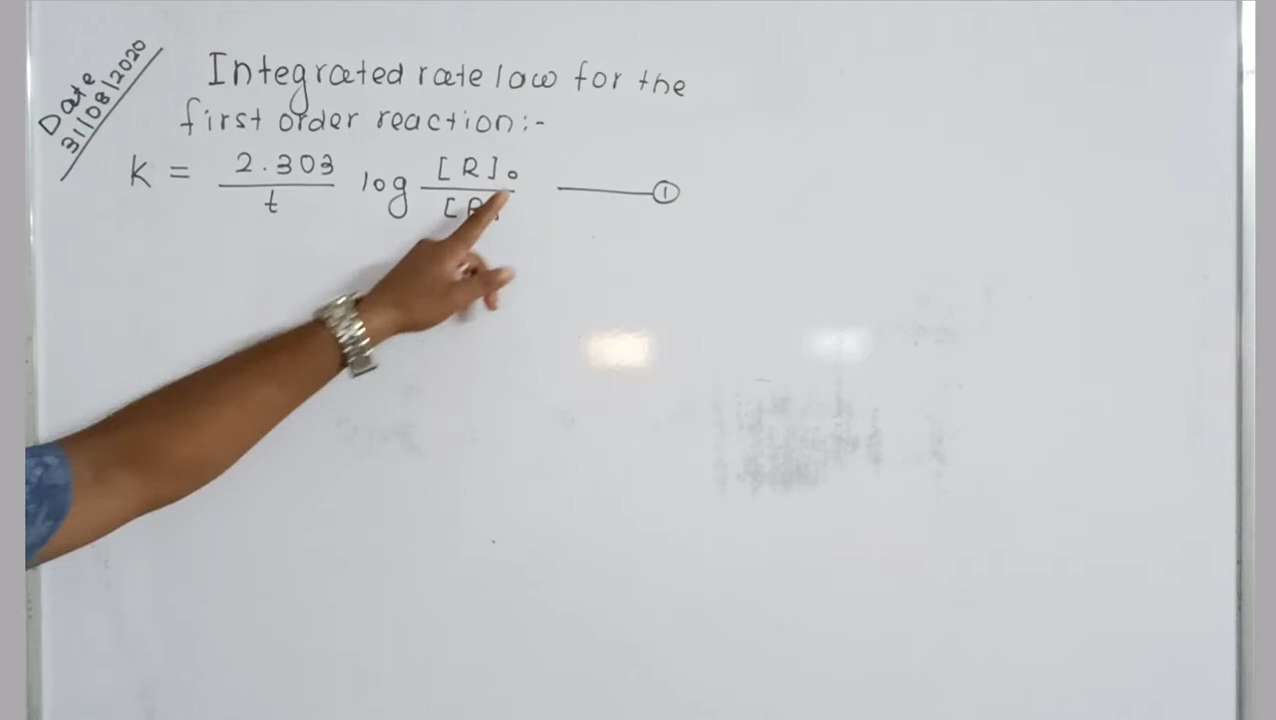 Date
31/08/2020
Integrated rate law for the
first order reaction:-
K = 2.303 / t log [R]₀ / [R] ——— ①